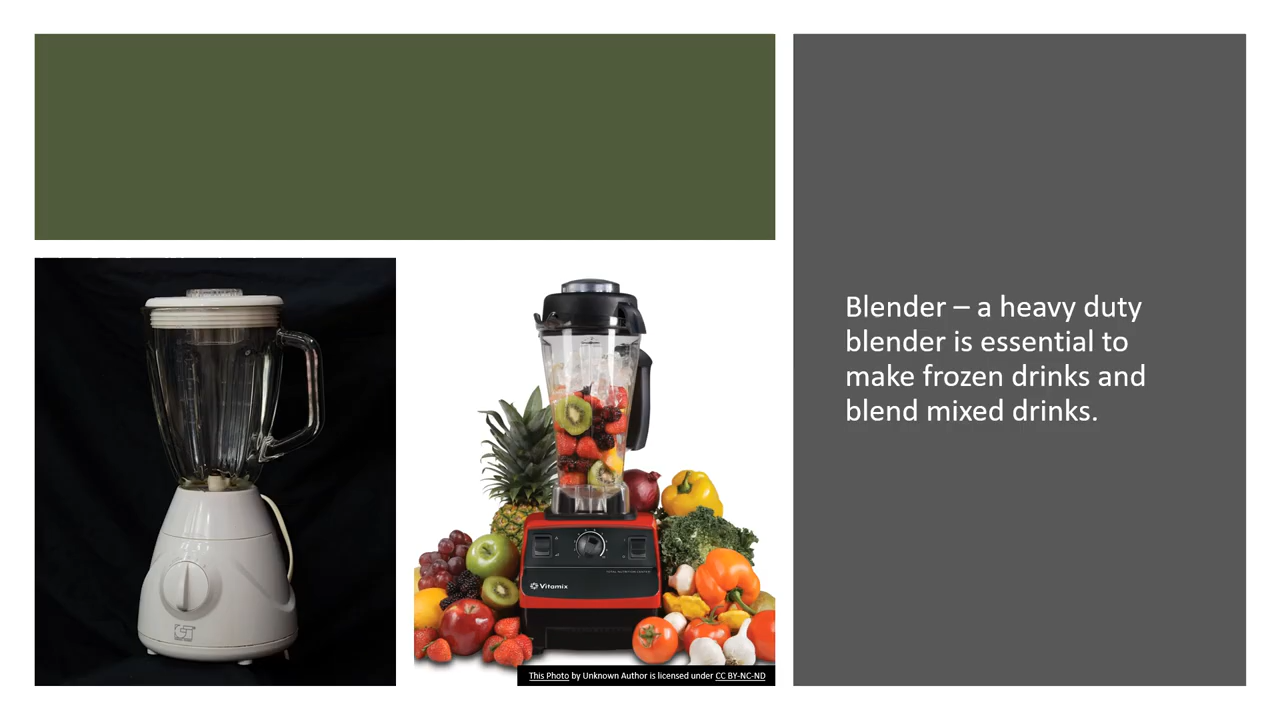 Blender – a heavy duty
blender is essential to
make frozen drinks and
blend mixed drinks.
Vitamix
This Photo by Unknown Author is licensed under CC BY-NC-ND